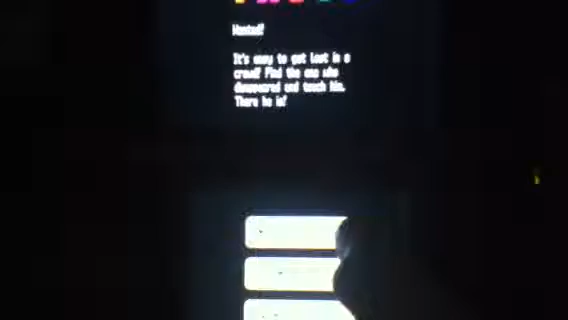 Wanted!
It's easy to get lost in a
crowd! Find the one who
disappeared and touch him.
There he is!